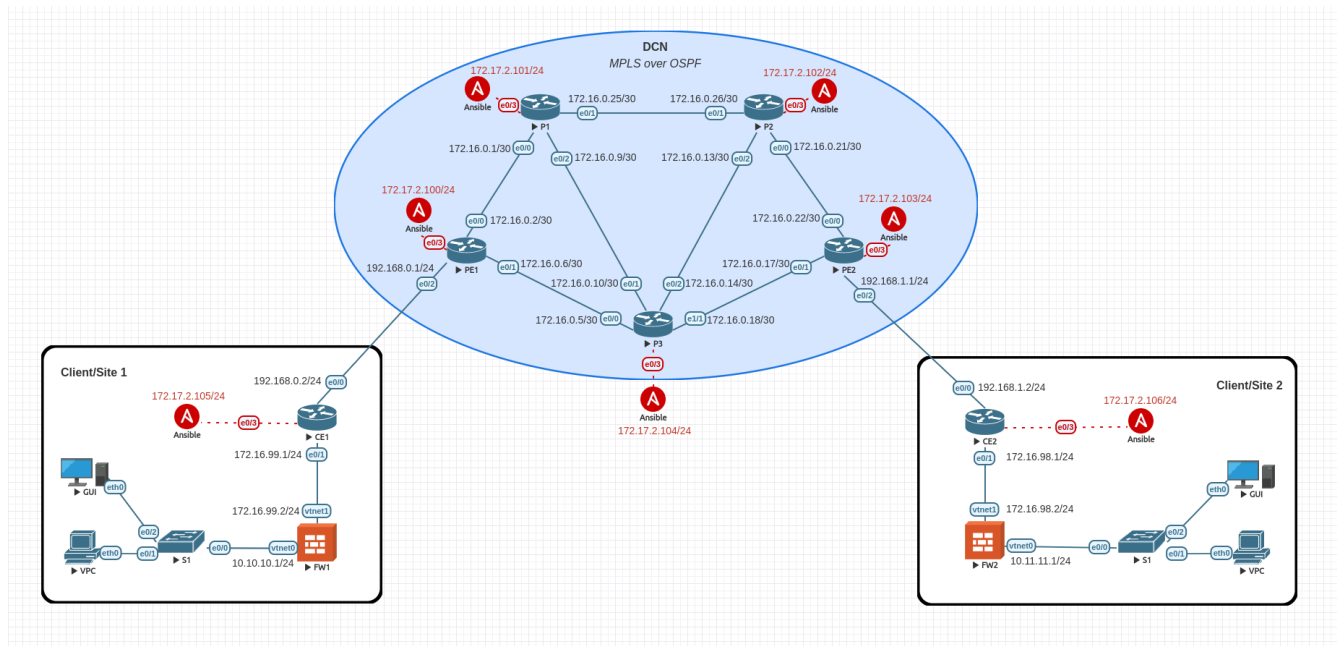 DCN
MPLS over OSPF
172.17.2.101/24
Ansible
e0/3
P1
172.16.0.25/30
e0/1
172.16.0.26/30
e0/1
P2
172.17.2.102/24
e0/3
Ansible
172.16.0.1/30
e0/0
e0/2
172.16.0.9/30
172.16.0.13/30
e0/2
e0/0
172.16.0.21/30
172.17.2.100/24
Ansible
e0/3
e0/0
172.16.0.2/30
PE1
172.17.2.103/24
Ansible
e0/3
172.16.0.22/30
e0/0
PE2
192.168.0.1/24
e0/2
e0/1
172.16.0.6/30
172.16.0.10/30
e0/1
e0/2
172.16.0.14/30
172.16.0.17/30
e0/1
192.168.1.1/24
e0/2
172.16.0.5/30
e0/0
e1/1
172.16.0.18/30
P3
e0/3
Ansible
172.17.2.104/24
Client/Site 1
192.168.0.2/24
e0/0
172.17.2.105/24
Ansible
e0/3
CE1
172.16.99.1/24
e0/1
GUI
eth0
172.16.99.2/24
vtnet1
e0/2
VPC
eth0
e0/1
S1
e0/0
vtnet0
10.10.10.1/24
FW1
Client/Site 2
e0/0
192.168.1.2/24
172.17.2.106/24
Ansible
e0/3
CE2
e0/1
172.16.98.1/24
GUI
eth0
vtnet1
172.16.98.2/24
e0/2
FW2
vtnet0
10.11.11.1/24
e0/0
S1
e0/1
eth0
VPC